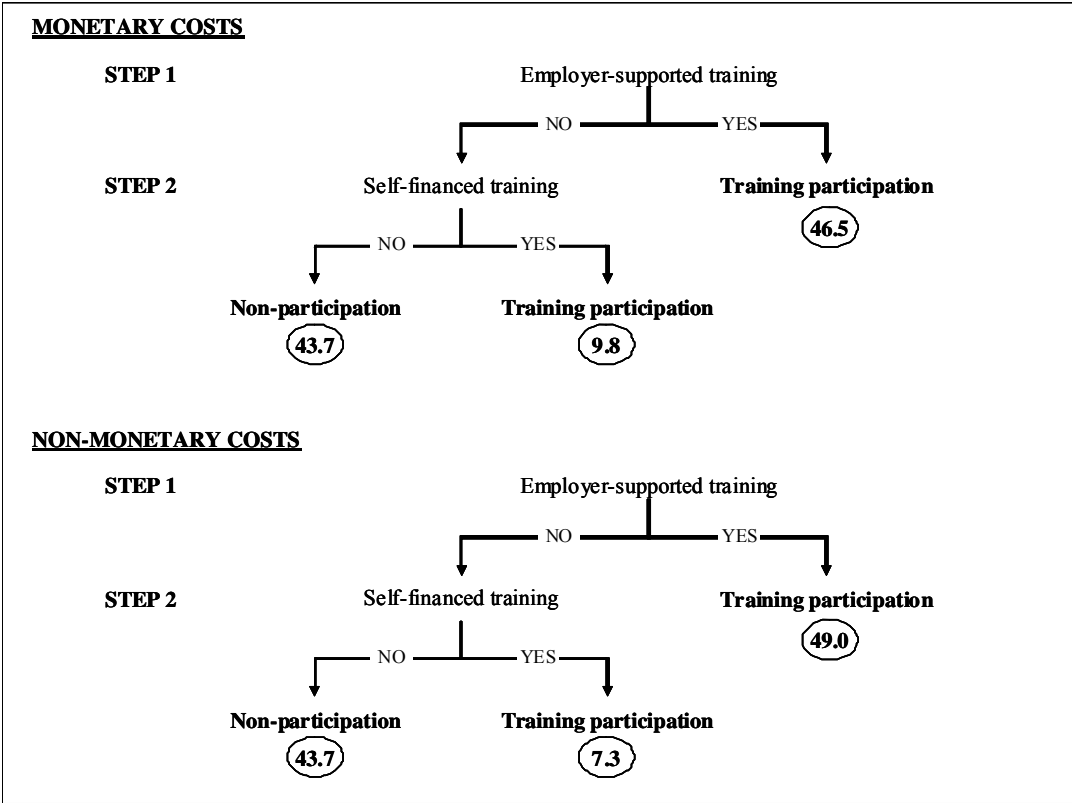 MONETARY COSTS
STEP 1
Employer-supported training
NO
YES
STEP 2
Self-financed training
Training participation
46.5
NO
YES
Non-participation
Training participation
43.7
9.8
NON-MONETARY COSTS
STEP 1
Employer-supported training
NO
YES
STEP 2
Self-financed training
Training participation
49.0
NO
YES
Non-participation
Training participation
43.7
7.3